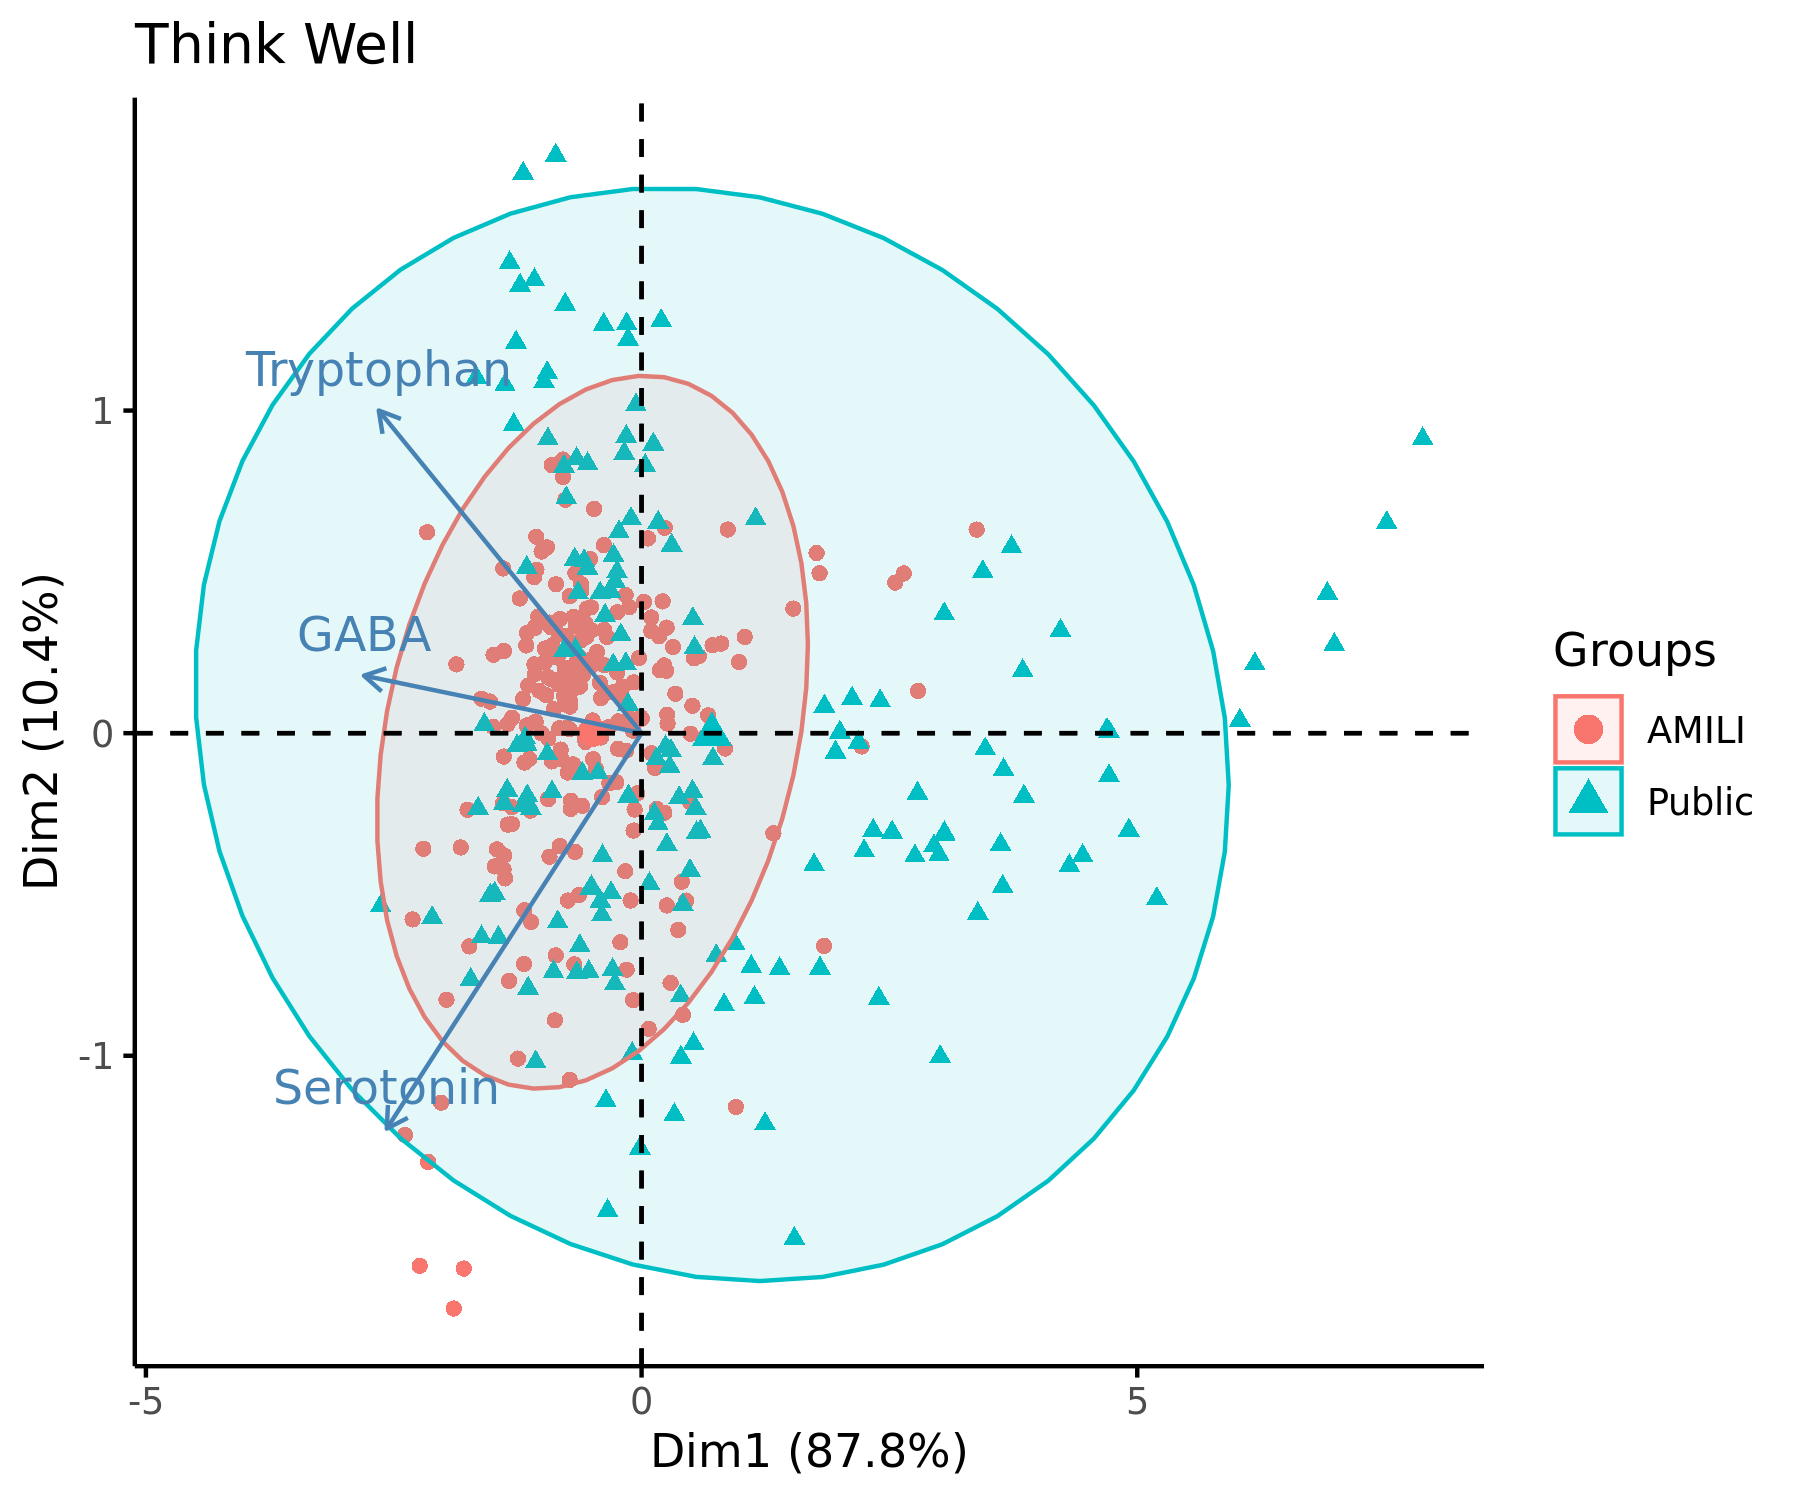 Think Well
Tryptophan
1
GABA
0
Serotonin
-1
-5
0
5
Dim1 (87.8%)
Dim2 (10.4%)
Groups
AMILI
Public